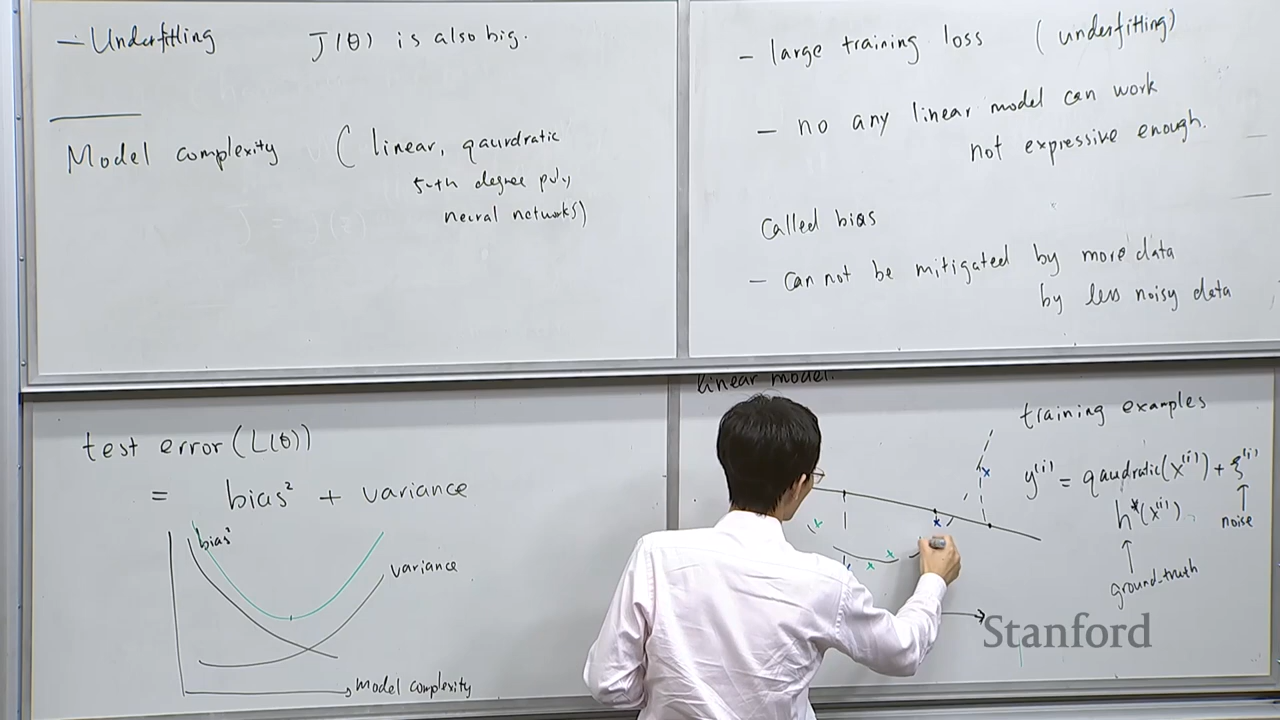 - Underfitting J(θ) is also big.
Model complexity ( linear, qaurdratic
5-th degree poly
neural networks)
- large training loss (underfitting)
- no any linear model can work
not expressive enough.
Called bias
- can not be mitigated by more data
by less noisy data
test error (L(θ))
= bias² + variance
bias²
variance
model complexity
linear model.
training examples
y⁽ⁱ⁾ = qaudratic(x⁽ⁱ⁾) + ξ⁽ⁱ⁾
h*(x⁽ⁱ⁾)
noise
ground-truth
Stanford